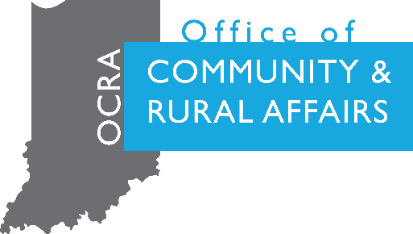 Office of
OCRA
COMMUNITY &
RURAL AFFAIRS